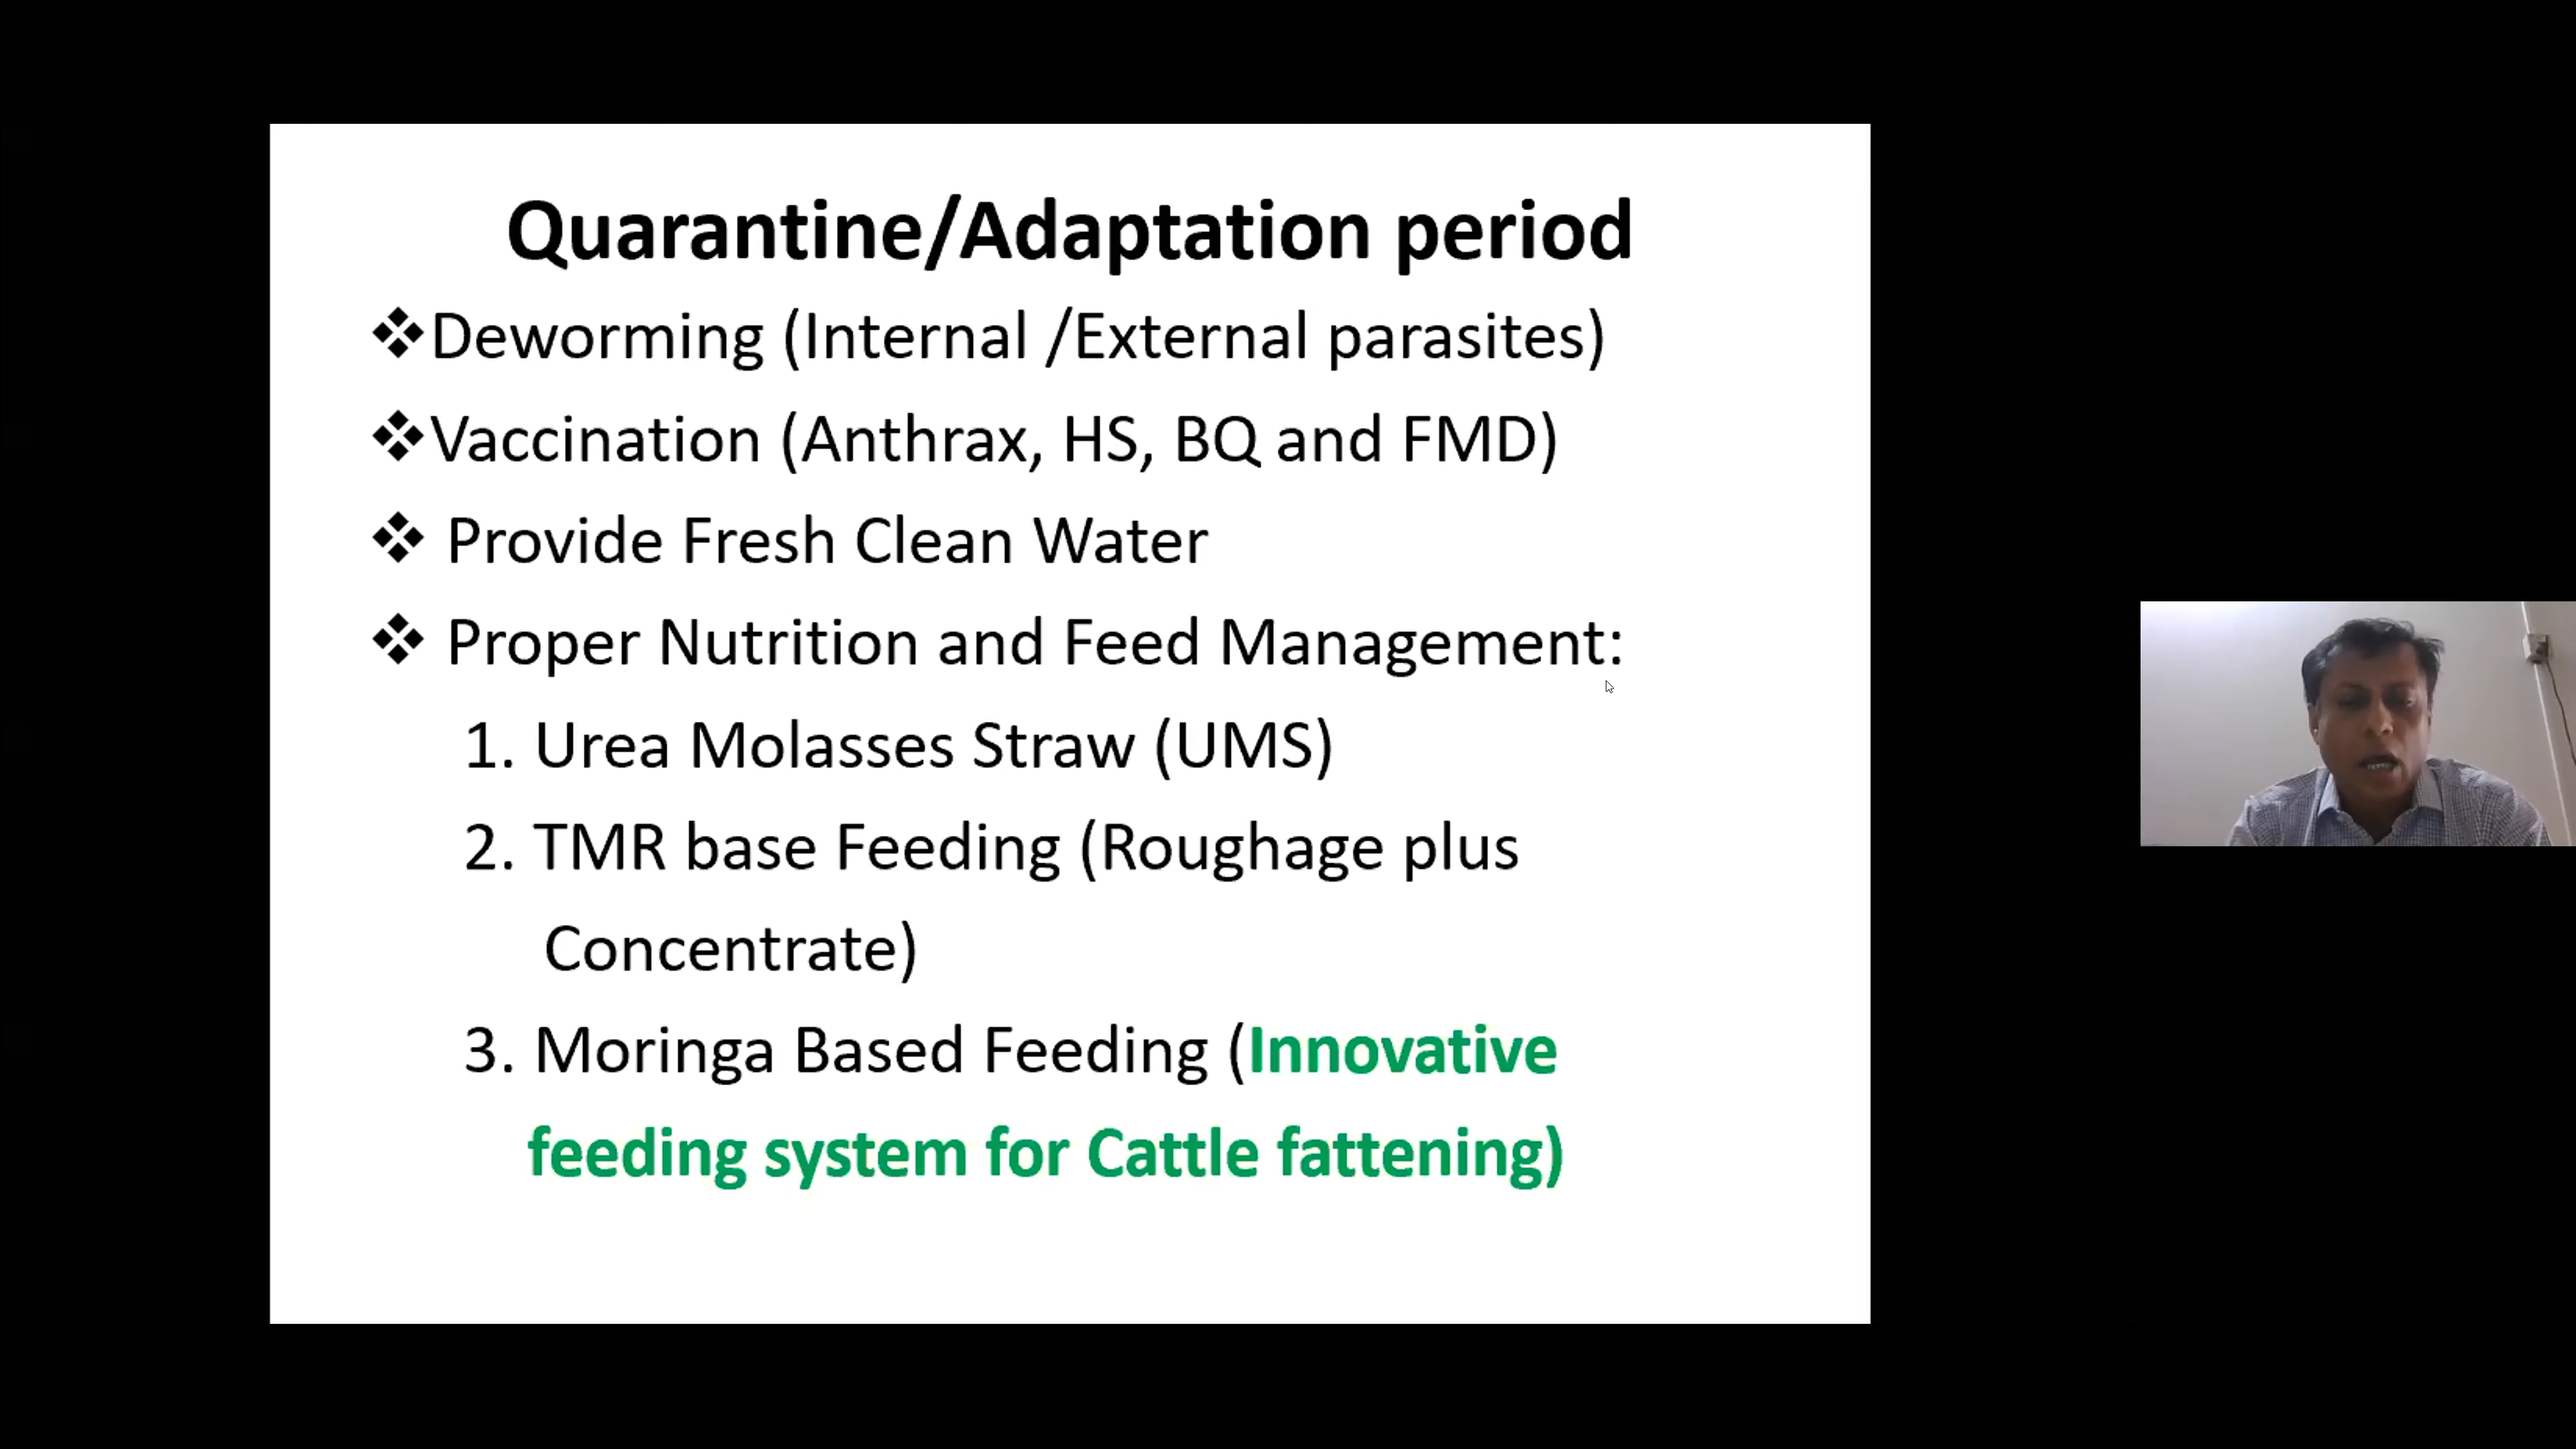 Quarantine/Adaptation period
❖Deworming (Internal /External parasites)
❖Vaccination (Anthrax, HS, BQ and FMD)
❖ Provide Fresh Clean Water
❖ Proper Nutrition and Feed Management:
1. Urea Molasses Straw (UMS)
2. TMR base Feeding (Roughage plus
Concentrate)
3. Moringa Based Feeding (Innovative
feeding system for Cattle fattening)